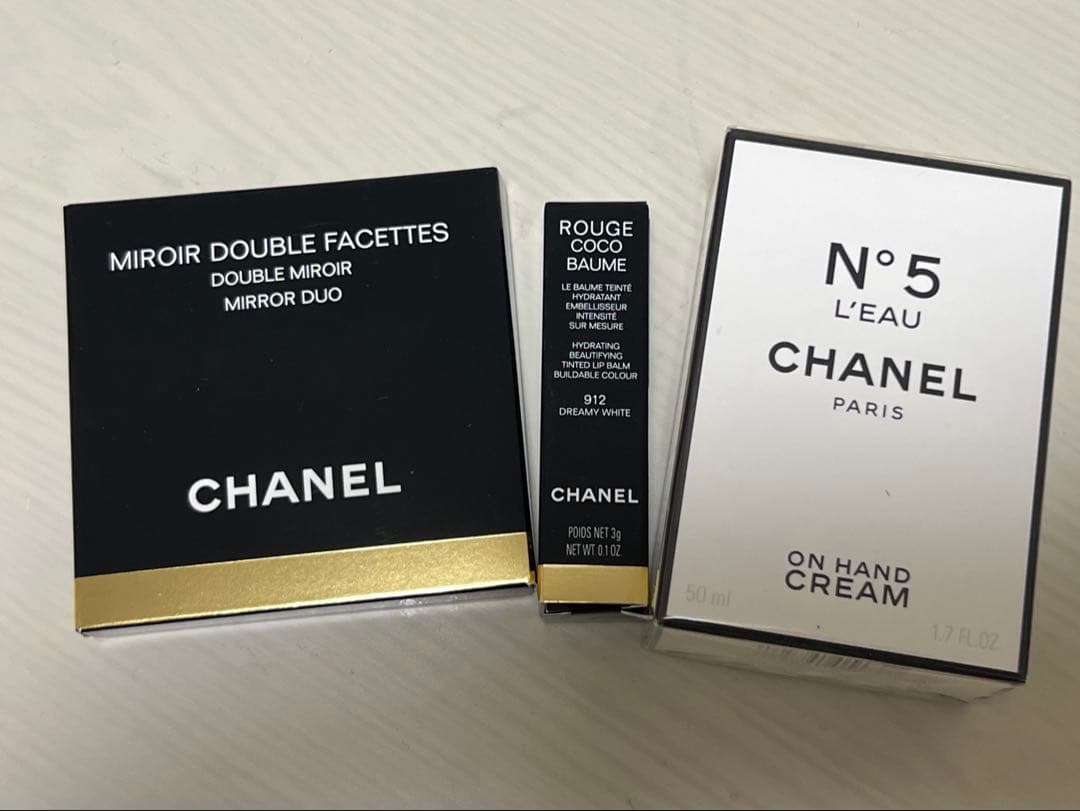 MIROIR DOUBLE FACETTES
DOUBLE MIROIR
MIRROR DUO
CHANEL
ROUGE
COCO
BAUME
LE BAUME TEINTÉ
HYDRATANT
EMBELLISSEUR
INTENSITÉ
SUR MESURE
HYDRATING
BEAUTIFYING
TINTED LIP BALM
BUILDABLE COLOUR
912
DREAMY WHITE
CHANEL
POIDS NET 3g
NET WT. 0.1 OZ.
N°5
L'EAU
CHANEL
PARIS
ON HAND
CREAM
50 ml
1.7 FL.OZ